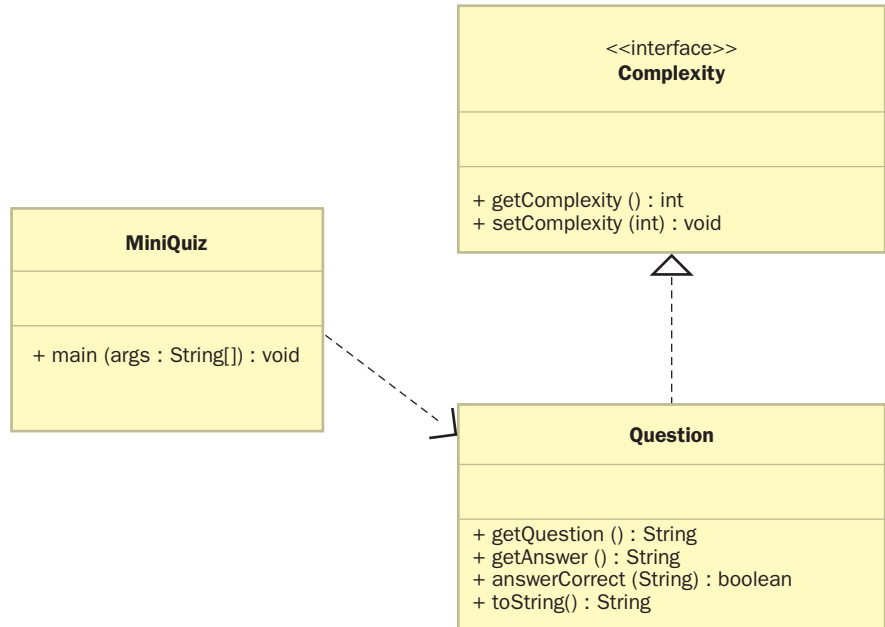 <<interface>>
Complexity
+ getComplexity () : int
+ setComplexity (int) : void
MiniQuiz
+ main (args : String[]) : void
Question
+ getQuestion () : String
+ getAnswer () : String
+ answerCorrect (String) : boolean
+ toString() : String